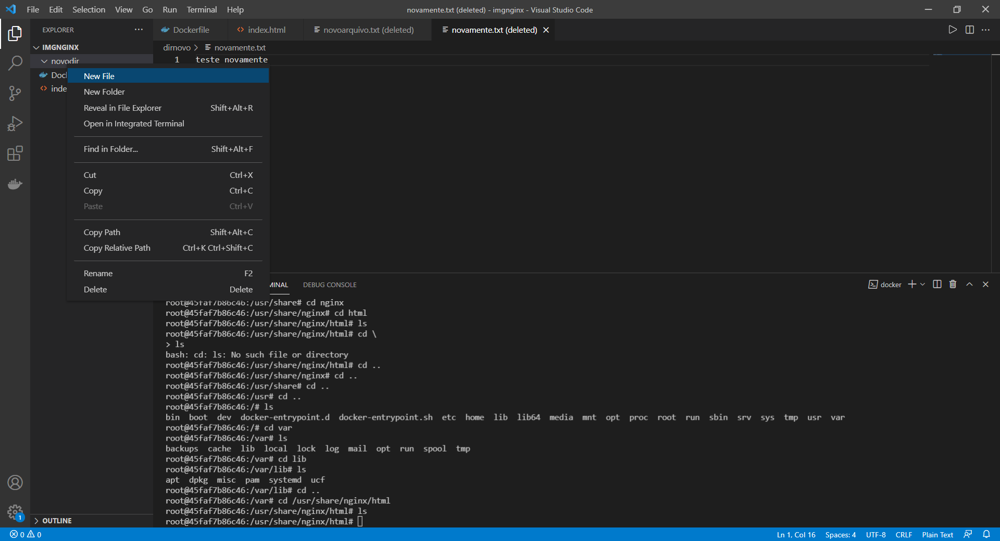 File Edit Selection View Go Run Terminal Help
novamente.txt (deleted) - imgnginx - Visual Studio Code
EXPLORER
Dockerfile
index.html
novoarquivo.txt (deleted)
novamente.txt (deleted)
IMGNGINX
dirnovo > novamente.txt
novodir
1 teste novamente
Dock
inde
New File
New Folder
Reveal in File Explorer Shift+Alt+R
Open in Integrated Terminal
Find in Folder... Shift+Alt+F
Cut Ctrl+X
Copy Ctrl+C
Paste Ctrl+V
Copy Path Shift+Alt+C
Copy Relative Path Ctrl+K Ctrl+Shift+C
Rename F2
Delete Delete
MINAL DEBUG CONSOLE
docker
root@45faf7b86c46:/usr/share# cd nginx
root@45faf7b86c46:/usr/share/nginx# cd html
root@45faf7b86c46:/usr/share/nginx/html# ls
root@45faf7b86c46:/usr/share/nginx/html# cd \
> ls
bash: cd: ls: No such file or directory
root@45faf7b86c46:/usr/share/nginx/html# cd ..
root@45faf7b86c46:/usr/share/nginx# cd ..
root@45faf7b86c46:/usr/share# cd ..
root@45faf7b86c46:/usr# cd ..
root@45faf7b86c46:/# ls
bin boot dev docker-entrypoint.d docker-entrypoint.sh etc home lib lib64 media mnt opt proc root run sbin srv sys tmp usr var
root@45faf7b86c46:/# cd var
root@45faf7b86c46:/var# ls
backups cache lib local lock log mail opt run spool tmp
root@45faf7b86c46:/var# cd lib
root@45faf7b86c46:/var/lib# ls
apt dpkg misc pam systemd ucf
root@45faf7b86c46:/var/lib# cd ..
root@45faf7b86c46:/var# cd /usr/share/nginx/html
root@45faf7b86c46:/usr/share/nginx/html# ls
root@45faf7b86c46:/usr/share/nginx/html#
1
OUTLINE
0 0
Ln 1, Col 16 Spaces: 4 UTF-8 CRLF Plain Text